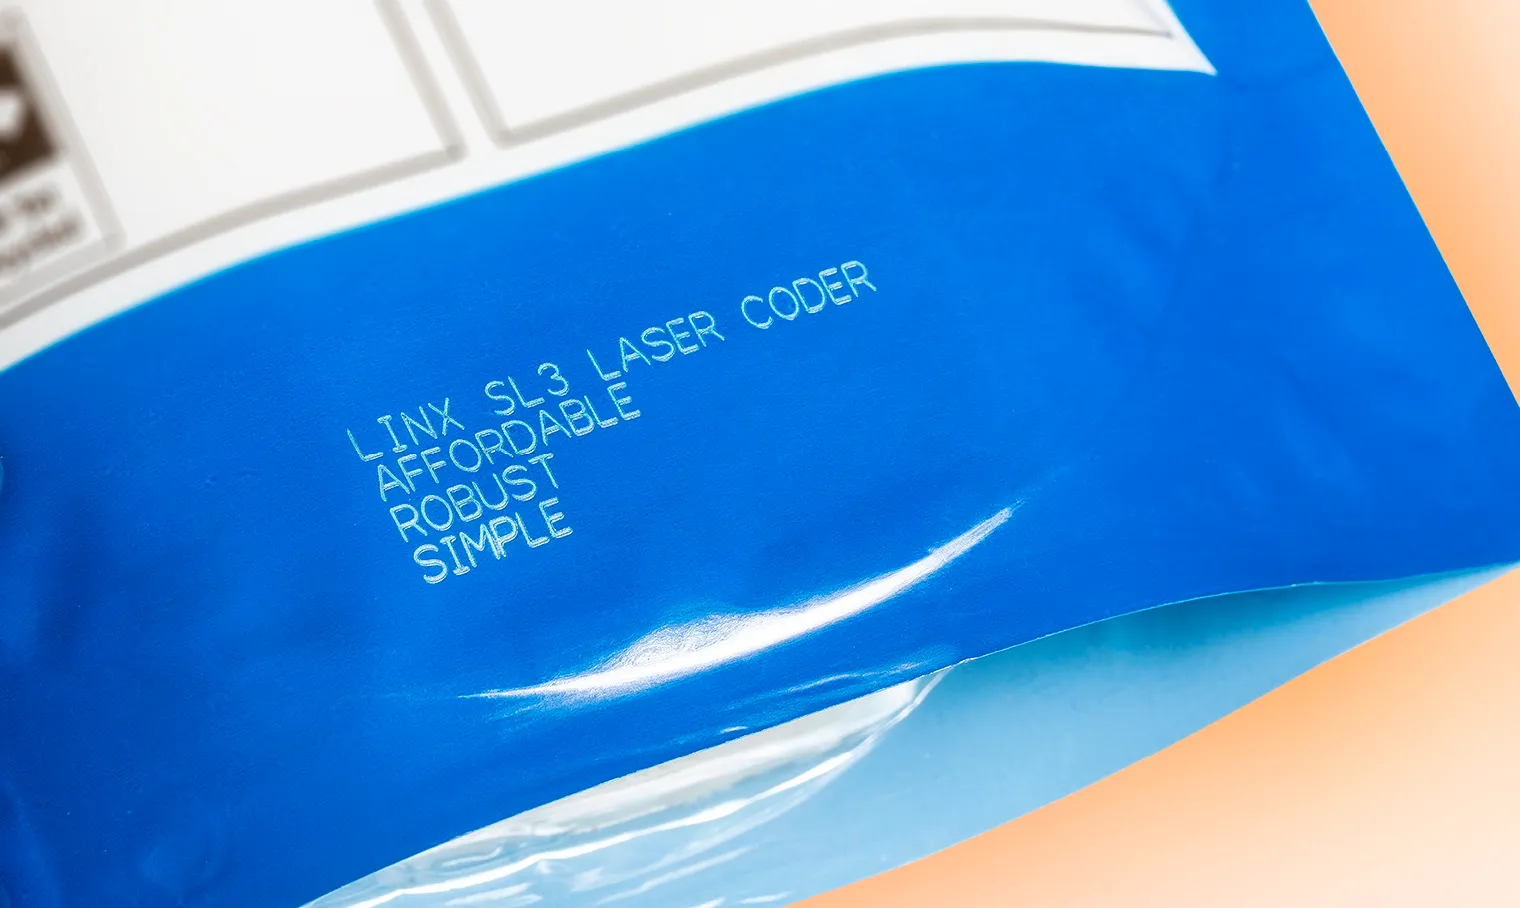 LINX SL3 LASER CODER
AFFORDABLE
ROBUST
SIMPLE